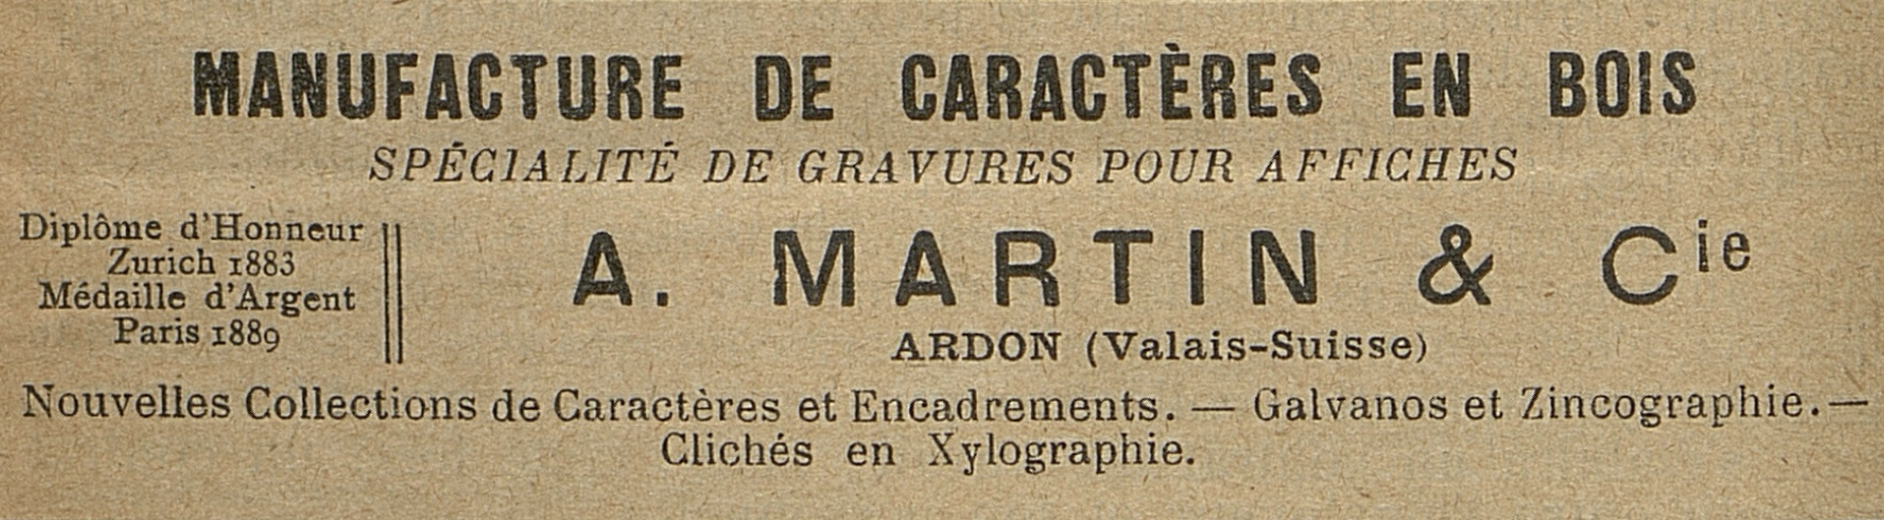 MANUFACTURE DE CARACTÈRES EN BOIS
SPÉCIALITÉ DE GRAVURES POUR AFFICHES
Diplôme d'Honneur
Zurich 1883
Médaille d'Argent
Paris 1889
A. MARTIN & Cie
ARDON (Valais-Suisse)
Nouvelles Collections de Caractères et Encadrements. — Galvanos et Zincographie. —
Clichés en Xylographie.